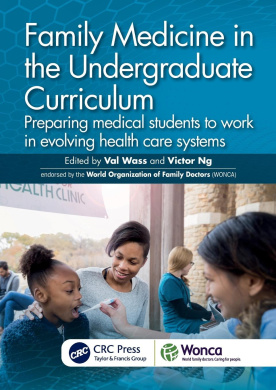 Family Medicine in
the Undergraduate
Curriculum
Preparing medical students to work
in evolving health care systems
Edited by Val Wass and Victor Ng
endorsed by the World Organization of Family Doctors (WONCA)
HEALTH CLINIC
CRC
CRC Press
Taylor & Francis Group
Wonca
World family doctors. Caring for people.